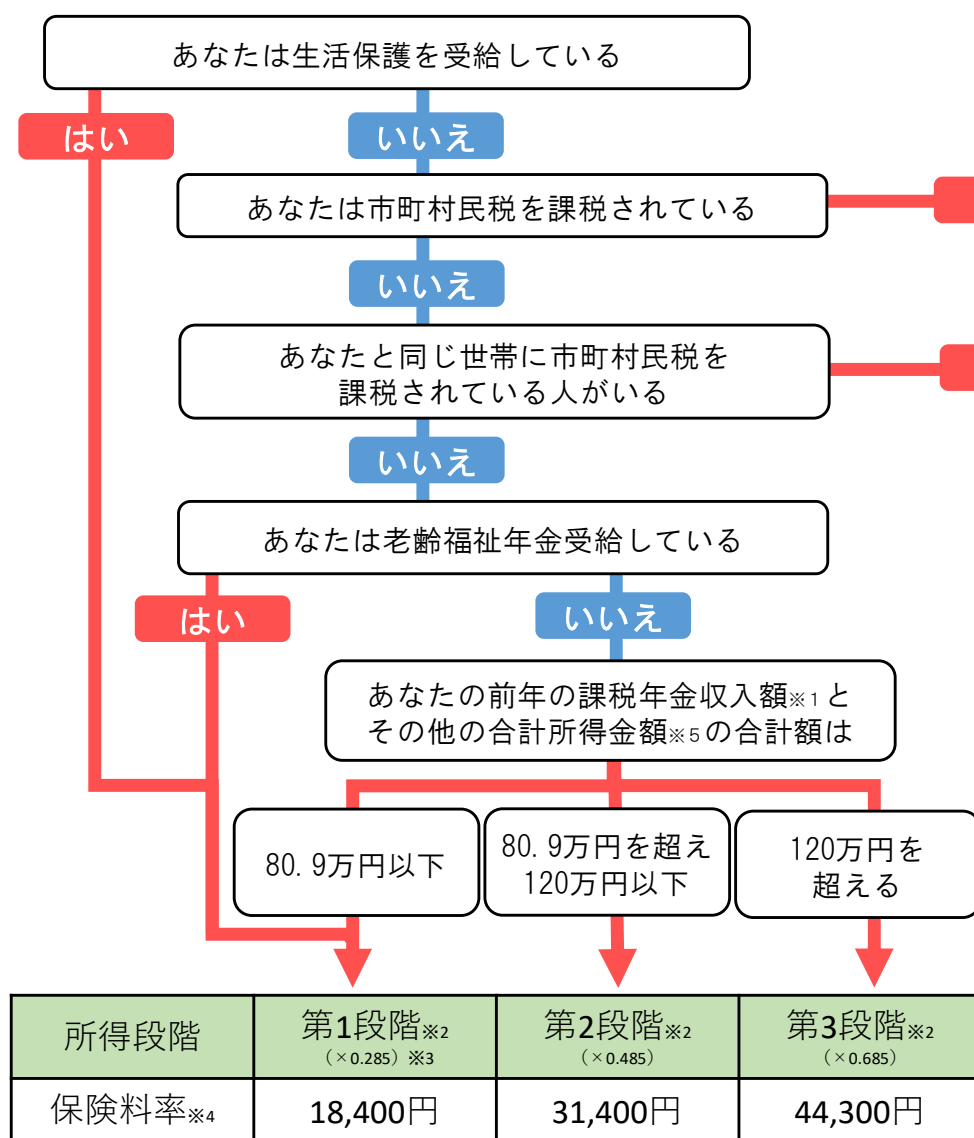 あなたは生活保護を受給している
はい
いいえ
あなたは市町村民税を課税されている
いいえ
あなたと同じ世帯に市町村民税を
課税されている人がいる
いいえ
あなたは老齢福祉年金受給している
はい
いいえ
あなたの前年の課税年金収入額※1と
その他の合計所得金額※5の合計額は
80.9万円以下
80.9万円を超え
120万円以下
120万円を
超える
所得段階
第1段階※2
(×0.285)※3
第2段階※2
(×0.485)
第3段階※2
(×0.685)
保険料率※4
18,400円
31,400円
44,300円